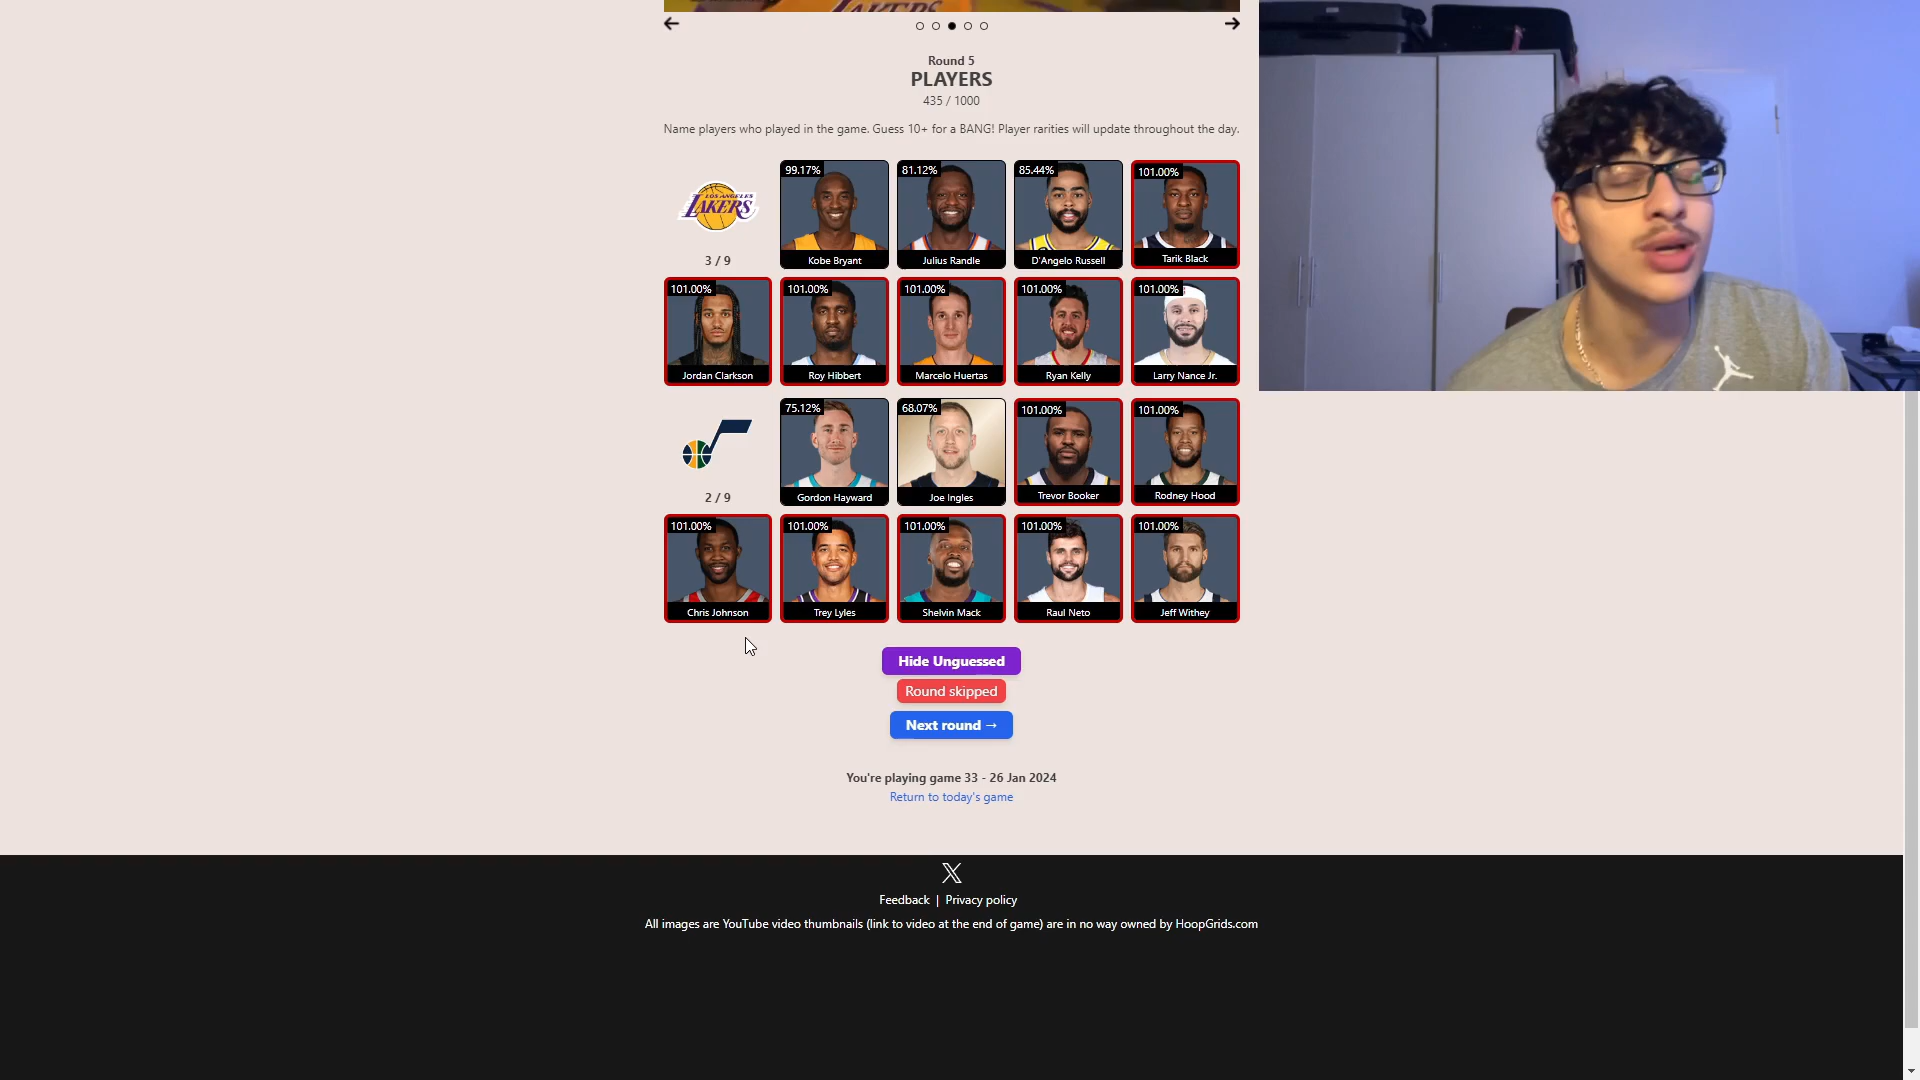 LAKERS
Round 5
PLAYERS
435 / 1000
Name players who played in the game. Guess 10+ for a BANG! Player rarities will update throughout the day.
99.17% 81.12% 85.44% 101.00%
LOS ANGELES
LAKERS
3 / 9 Kobe Bryant Julius Randle D'Angelo Russell Tarik Black
101.00% 101.00% 101.00% 101.00% 101.00%
Jordan Clarkson Roy Hibbert Marcelo Huertas Ryan Kelly Larry Nance Jr.
75.12% 68.07% 101.00% 101.00%
2 / 9 Gordon Hayward Joe Ingles Trevor Booker Rodney Hood
101.00% 101.00% 101.00% 101.00% 101.00%
Chris Johnson Trey Lyles Shelvin Mack Raul Neto Jeff Withey
Hide Unguessed
Round skipped
Next round →
You're playing game 33 - 26 Jan 2024
Return to today's game
Feedback | Privacy policy
All images are YouTube video thumbnails (link to video at the end of game) are in no way owned by HoopGrids.com